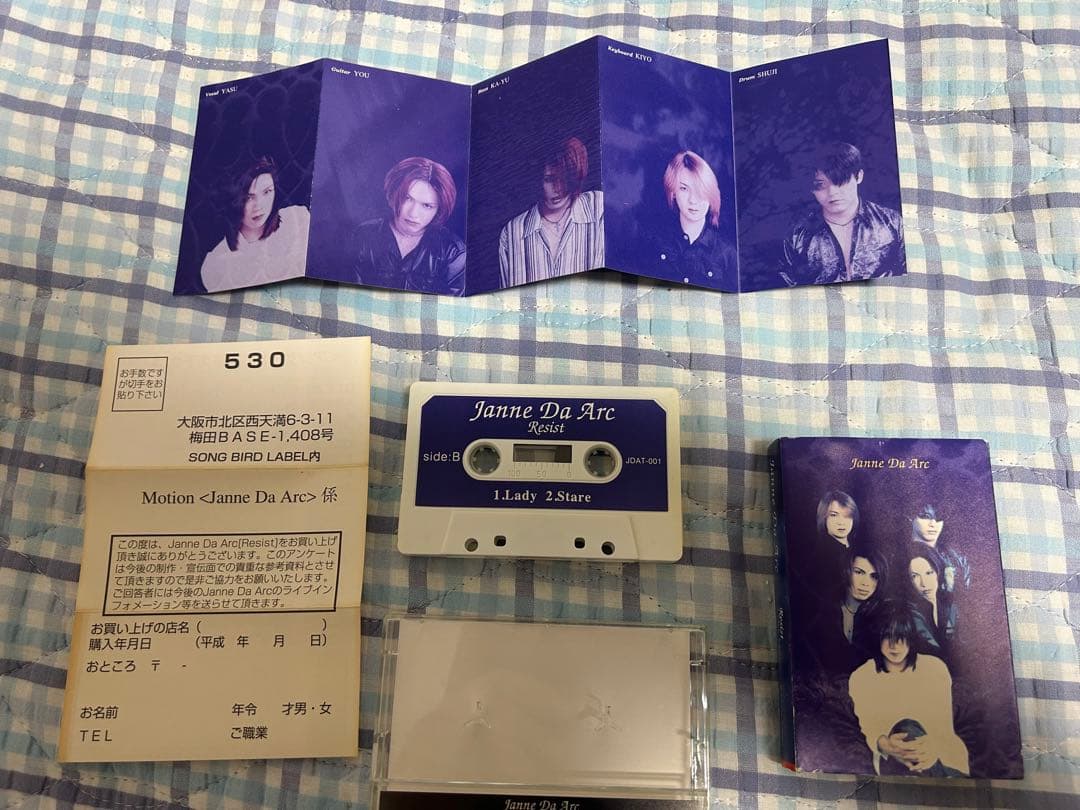 Vocal YASU
Guitar YOU
Bass KA-YU
Keyboard KIYO
Drum SHUJI
お手数です
が切手をお
貼り下さい
530
大阪市北区西天満6-3-11
梅田BASE-1,408号
SONG BIRD LABEL内
Motion <Janne Da Arc> 係
この度は、Janne Da Arc[Resist]をお買い上げ
頂き誠にありがとうございます。このアンケート
は今後の制作・宣伝面での貴重な参考資料とさせ
て頂きますので是非ご協力をお願いいたします。
ご回答者には今後のJanne Da Arcのライブイン
フォメーション等を送らせて頂きます。
お買い上げの店名 ( )
購入年月日 (平成 年 月 日)
おところ 〒 -
お名前 年令 才男・女
TEL ご職業
Janne Da Arc
Resist
side:B
100 50 0
JDAT-001
1.Lady 2.Stare
Janne Da Arc
Janne Da Arc
Resist
Janne Da Arc